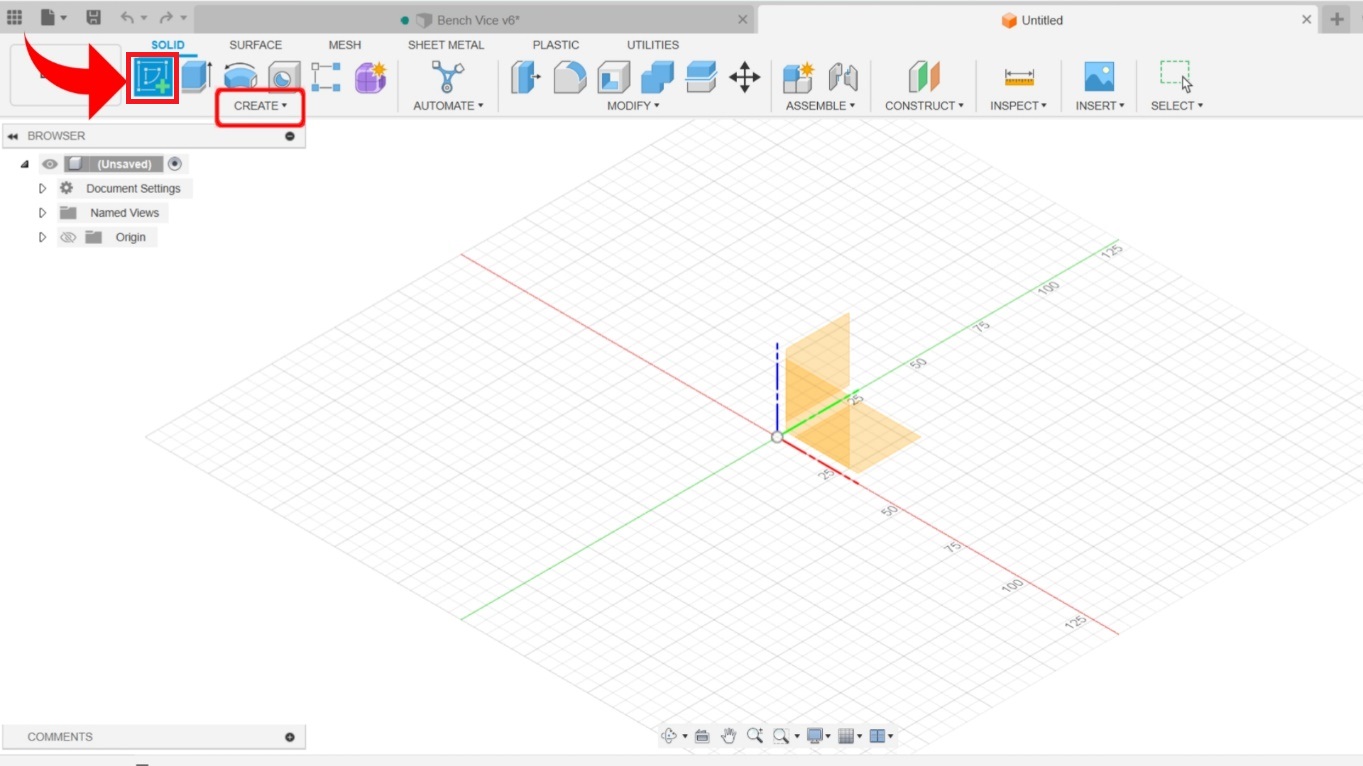 Bench Vice v6*
Untitled
SOLID SURFACE MESH SHEET METAL PLASTIC UTILITIES
CREATE AUTOMATE MODIFY ASSEMBLE CONSTRUCT INSPECT INSERT SELECT
BROWSER
(Unsaved)
Document Settings
Named Views
Origin
125
100
75
50
25
25
50
75
100
125
COMMENTS